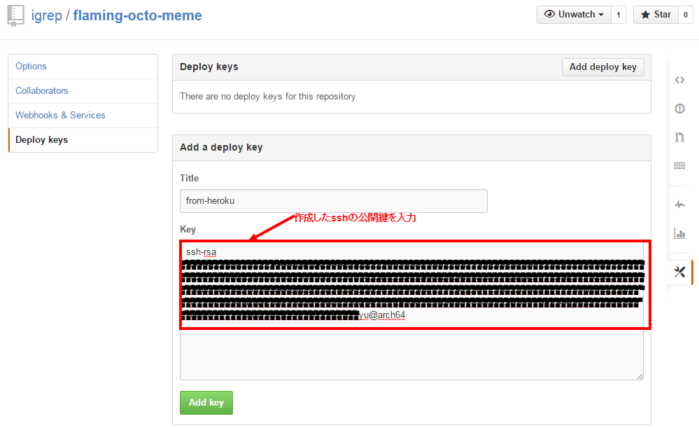 igrep / flaming-octo-meme
Unwatch 1
Star 0
Options
Collaborators
Webhooks & Services
Deploy keys
Deploy keys
Add deploy key
There are no deploy keys for this repository
Add a deploy key
Title
from-heroku
作成したsshの公開鍵を入力
Key
ssh-rsa
yu@arch64
Add key